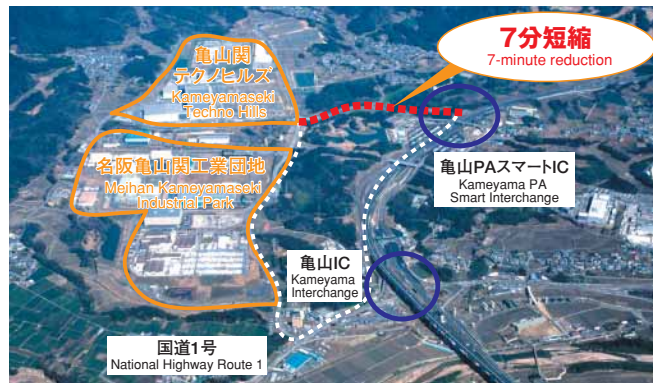 亀山関
テクノヒルズ
Kameyamaseki
Techno Hills
7分短縮
7-minute reduction
名阪亀山関工業団地
Meihan Kameyamaseki
Industrial Park
亀山PAスマートIC
Kameyama PA
Smart Interchange
亀山IC
Kameyama
Interchange
国道1号
National Highway Route 1